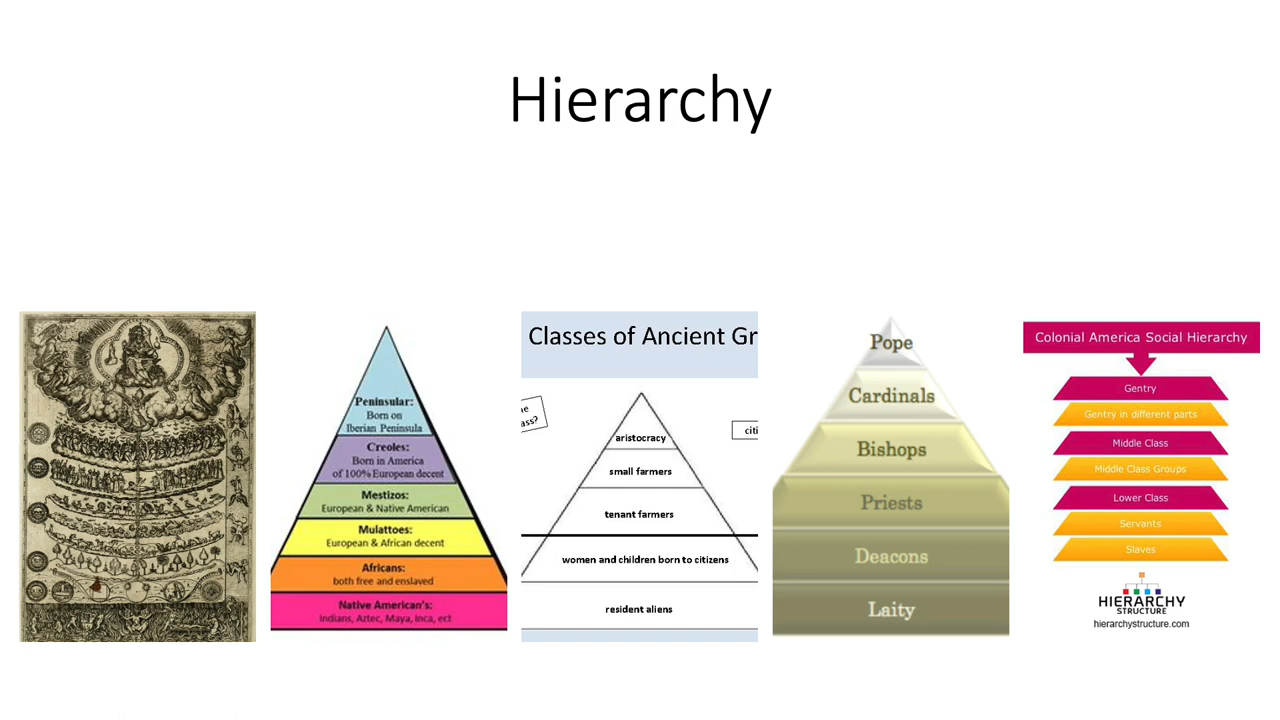 Hierarchy
Peninsular:
Born on
Iberian Peninsula
Creoles:
Born in America
of 100% European decent
Mestizos:
European & Native American
Mulattoes:
European & African decent
Africans:
both free and enslaved
Native American's:
Indians, Aztec, Maya, Inca, ect
Classes of Ancient Gr
ne
ass?
citi
aristocracy
small farmers
tenant farmers
women and children born to citizens
resident aliens
Pope
Cardinals
Bishops
Priests
Deacons
Laity
Colonial America Social Hierarchy
Gentry
Gentry in different parts
Middle Class
Middle Class Groups
Lower Class
Servants
Slaves
HIERARCHY
STRUCTURE
hierarchystructure.com